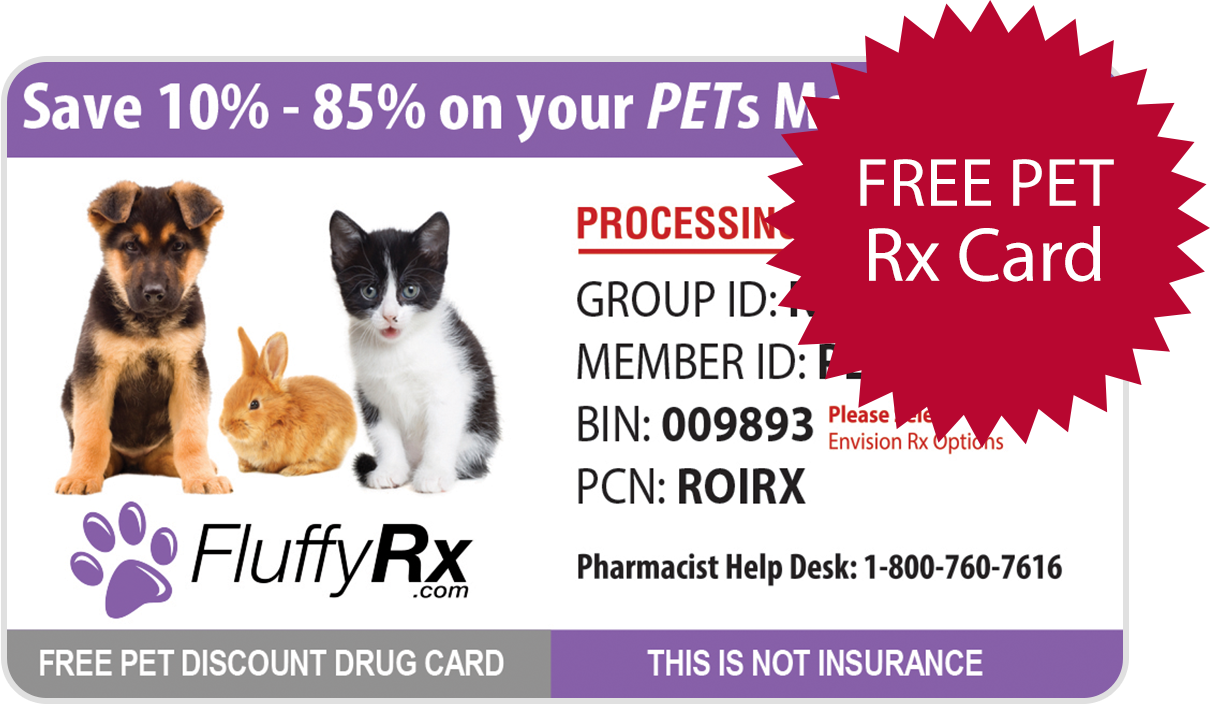 Save 10% - 85% on your PETs
FREE PET
Rx Card
GROUP ID:
MEMBER ID:
BIN: 009893
Please
Envision Rx Options
PCN: ROIRX
Pharmacist Help Desk: 1-800-760-7616
FluffyRx
.com
FREE PET DISCOUNT DRUG CARD
THIS IS NOT INSURANCE